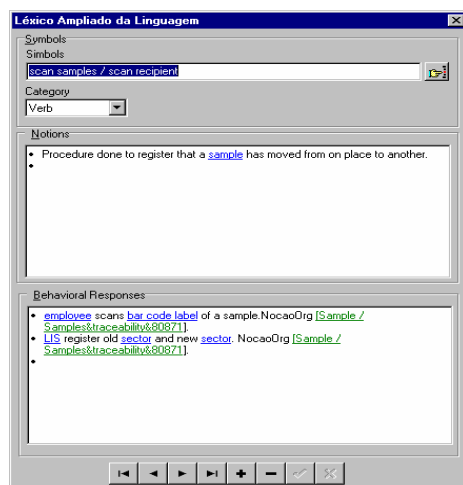 Léxico Ampliado da Linguagem
Symbols
Simbols
scan samples / scan recipient
Category
Verb
Notions
• Procedure done to register that a sample has moved from on place to another.
•
Behavioral Responses
• employee scans bar code label of a sample.NocaoOrg [Sample /
Samples&traceability&80871].
• LIS register old sector and new sector. NocaoOrg [Sample /
Samples&traceability&80871].
•